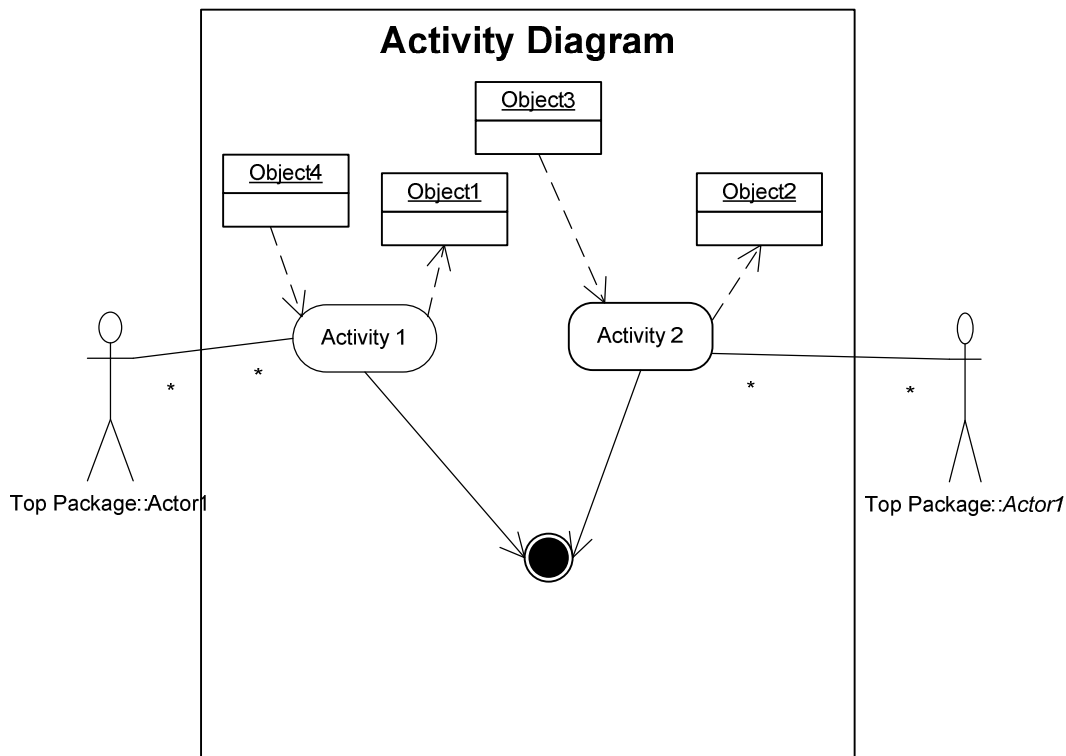 Activity Diagram
Object3
Object4
Object1
Object2
Activity 1
Activity 2
* * * *
Top Package::Actor1
Top Package::Actor1